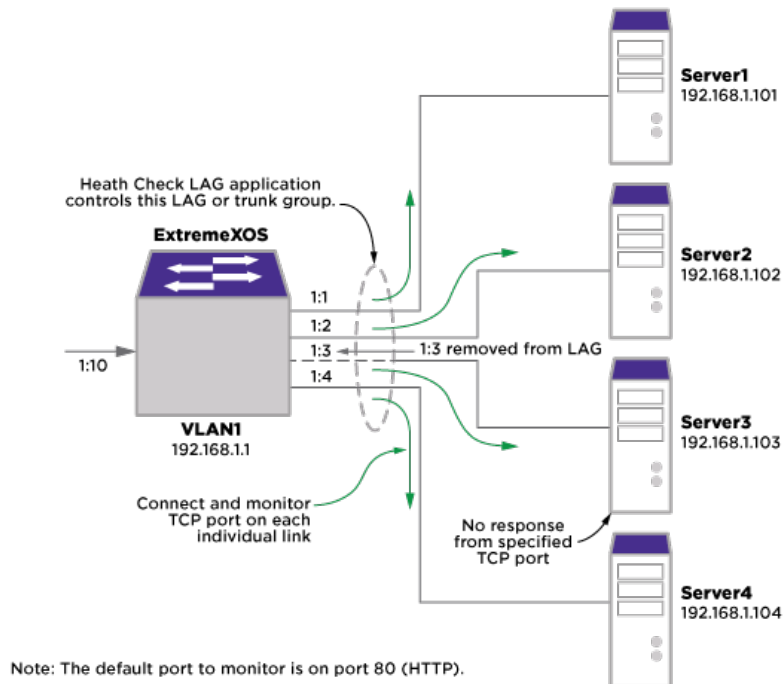 Server1
192.168.1.101
Heath Check LAG application
controls this LAG or trunk group.
ExtremeXOS
Server2
192.168.1.102
1:1
1:2
1:3
1:3 removed from LAG
1:4
1:10
VLAN1
192.168.1.1
Server3
192.168.1.103
Connect and monitor
TCP port on each
individual link
No response
from specified
TCP port
Server4
192.168.1.104
Note: The default port to monitor is on port 80 (HTTP).